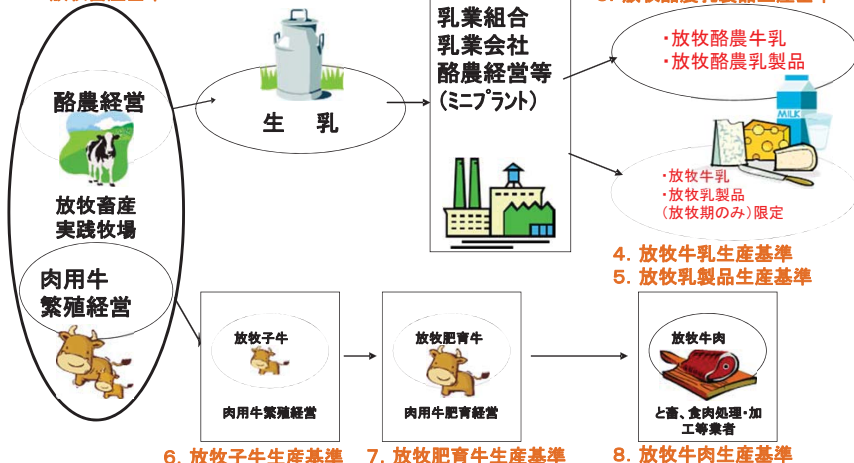 乳業組合
乳業会社
酪農経営等
（ミニプラント）
・放牧酪農牛乳
・放牧酪農乳製品
酪農経営
生 乳
MILK
・放牧牛乳
・放牧乳製品
（放牧期のみ）限定
放牧畜産
実践牧場
4. 放牧牛乳生産基準
5. 放牧乳製品生産基準
肉用牛
繁殖経営
放牧子牛
放牧肥育牛
放牧牛肉
肉用牛繁殖経営
肉用牛肥育経営
と畜、食肉処理・加
工等業者
6. 放牧子牛生産基準
7. 放牧肥育牛生産基準
8. 放牧牛肉生産基準